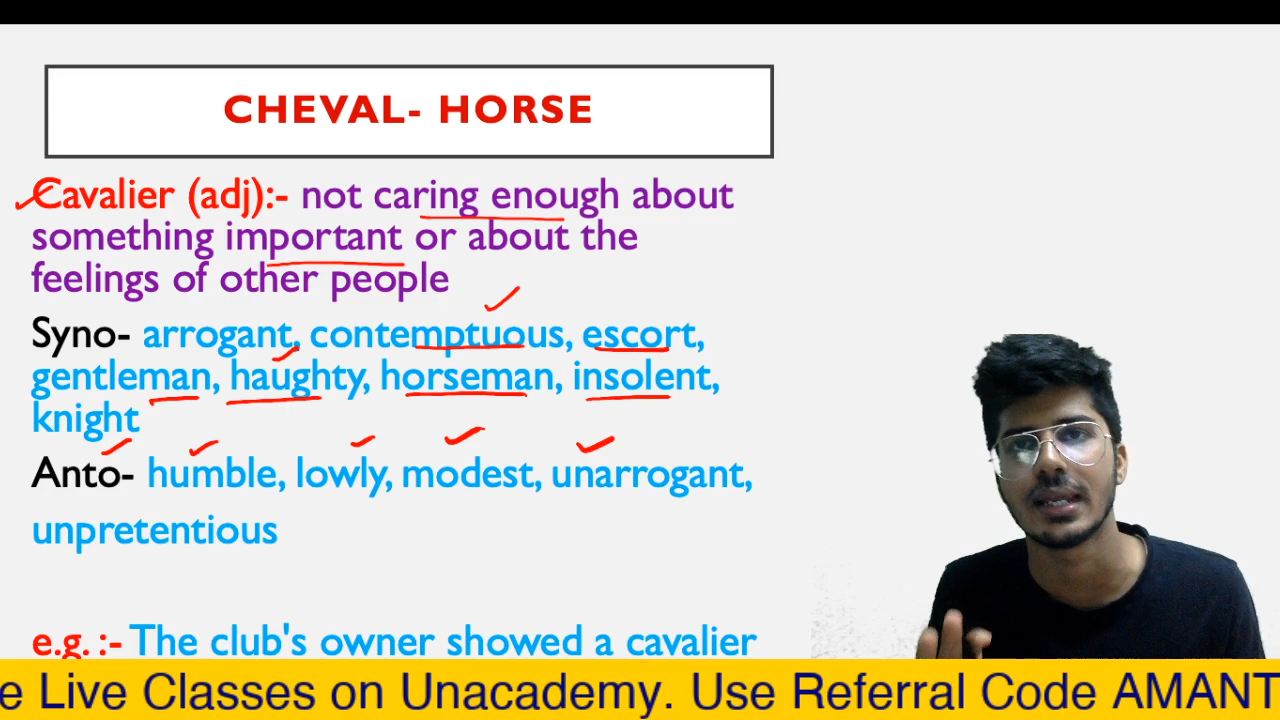 CHEVAL- HORSE
Cavalier (adj):- not caring enough about
something important or about the
feelings of other people
Syno- arrogant, contemptuous, escort,
gentleman, haughty, horseman, insolent,
knight
Anto- humble, lowly, modest, unarrogant,
unpretentious
e.g. :- The club's owner showed a cavalier
e Live Classes on Unacademy. Use Referral Code AMANT